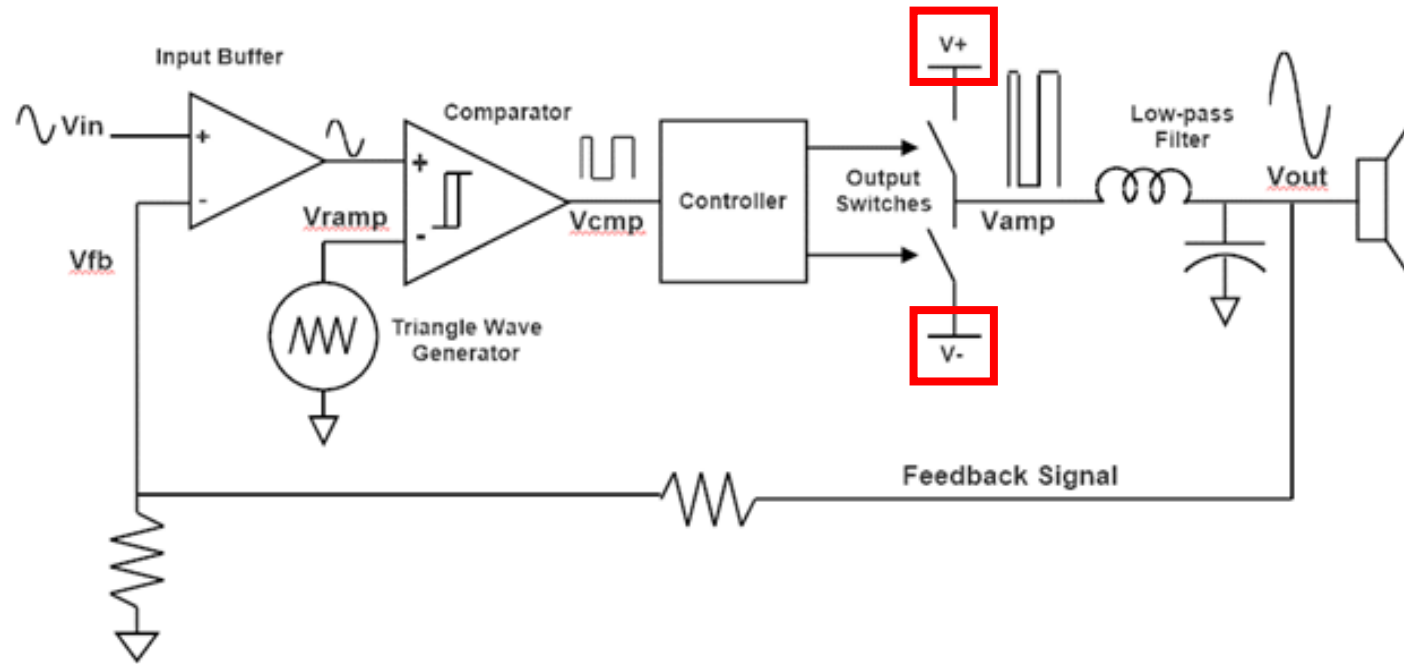 Input Buffer
Vin
+
-
Vfb
Comparator
+
-
Vramp
Triangle Wave
Generator
Vcmp
Controller
V+
Output
Switches
V-
Vamp
Low-pass
Filter
Vout
Feedback Signal